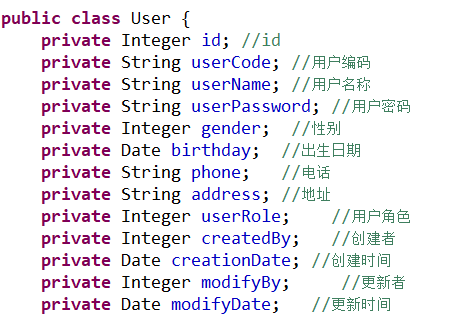 public class User {
    private Integer id; //id
    private String userCode; //用户编码
    private String userName; //用户名称
    private String userPassword; //用户密码
    private Integer gender;  //性别
    private Date birthday;  //出生日期
    private String phone;   //电话
    private String address; //地址
    private Integer userRole;    //用户角色
    private Integer createdBy;   //创建者
    private Date creationDate; //创建时间
    private Integer modifyBy;     //更新者
    private Date modifyDate;   //更新时间